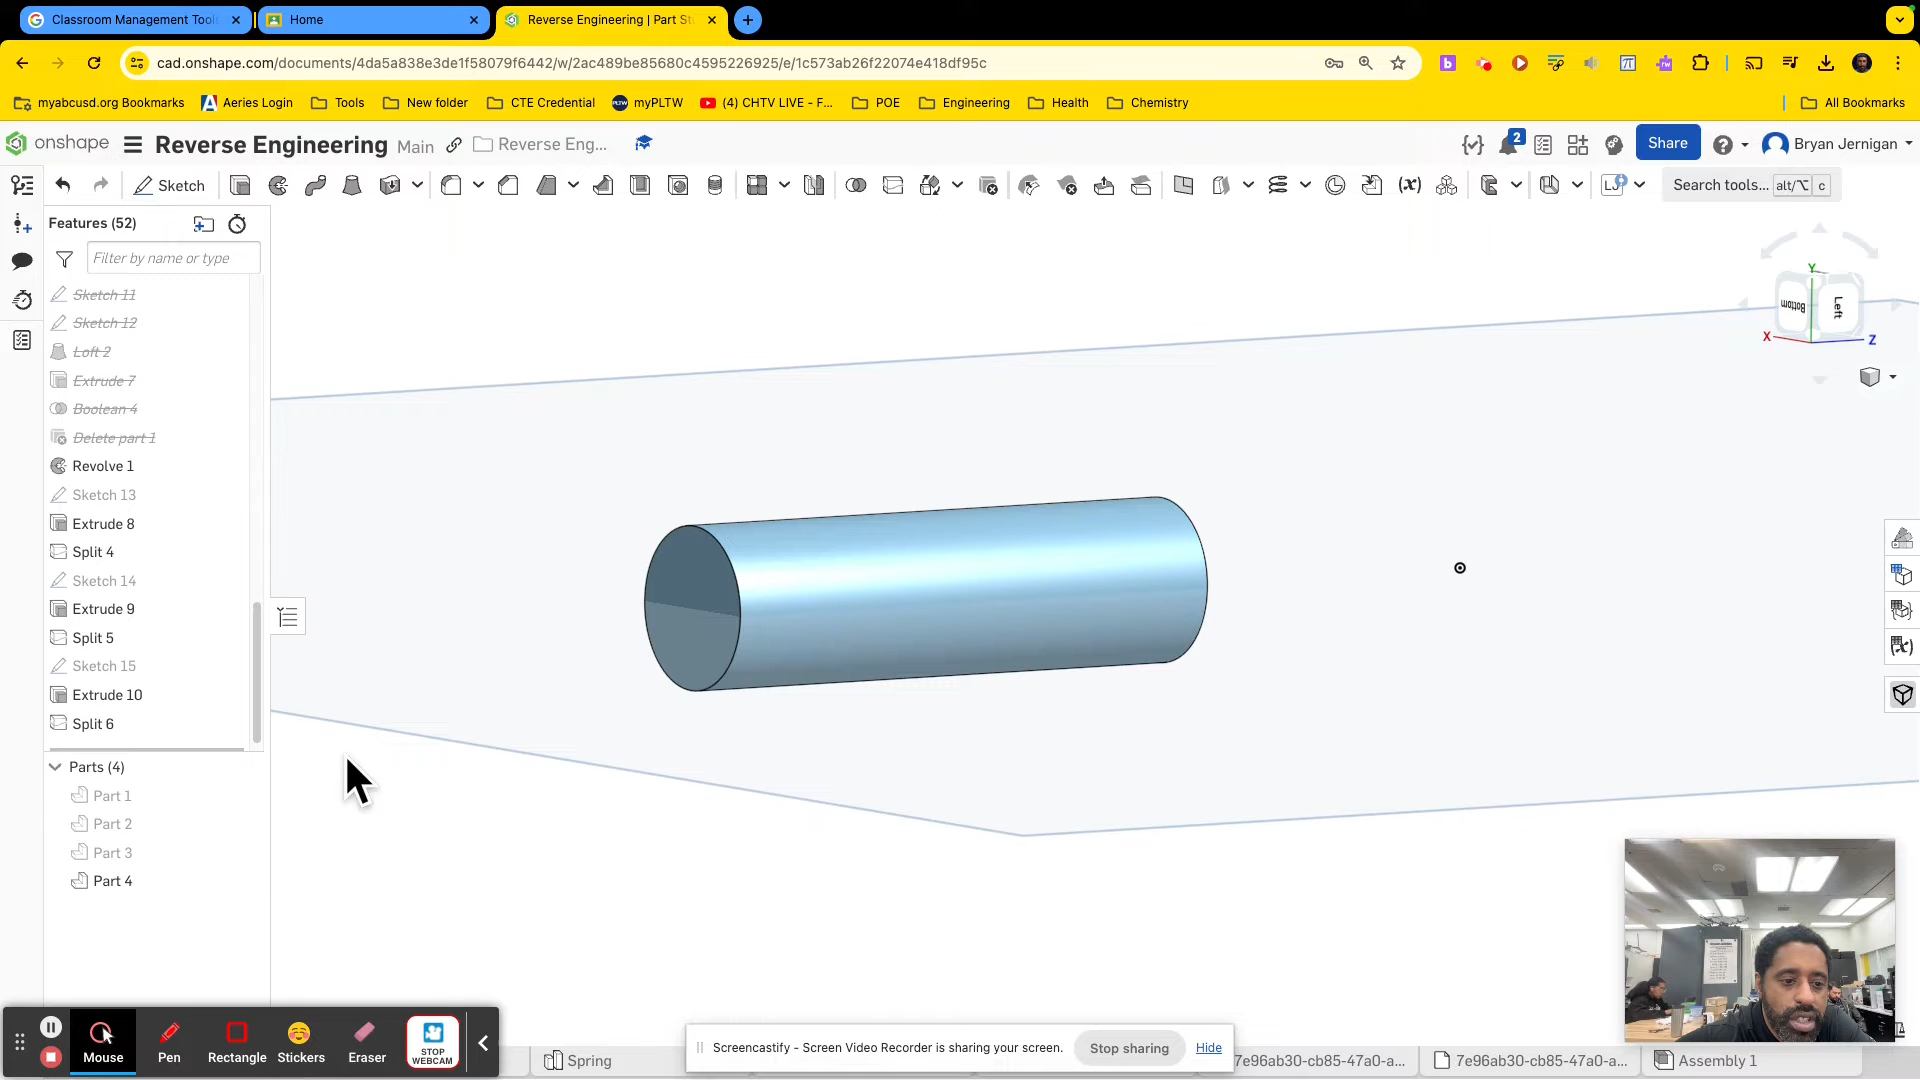 Classroom Management Tool
Home
Reverse Engineering | Part St
cad.onshape.com/documents/4da5a838e3de1f58079f6442/w/2ac489be85680c4595226925/e/1c573ab26f22074e418df95c
myabcusd.org Bookmarks
Aeries Login
Tools
New folder
CTE Credential
myPLTW
(4) CHTV LIVE - F...
POE
Engineering
Health
Chemistry
All Bookmarks
onshape
Reverse Engineering
Main
Reverse Eng...
2
Share
Bryan Jernigan
Sketch
Search tools...
alt/⌥
c
Features (52)
Filter by name or type
Sketch 11
Sketch 12
Loft 2
Extrude 7
Boolean 4
Delete part 1
Revolve 1
Sketch 13
Extrude 8
Split 4
Sketch 14
Extrude 9
Split 5
Sketch 15
Extrude 10
Split 6
Parts (4)
Part 1
Part 2
Part 3
Part 4
Y
Bottom
Left
X
Z
Mouse
Pen
Rectangle
Stickers
Eraser
STOP
WEBCAM
Spring
Screencastify - Screen Video Recorder is sharing your screen.
Stop sharing
Hide
7e96ab30-cb85-47a0-a...
7e96ab30-cb85-47a0-a...
Assembly 1